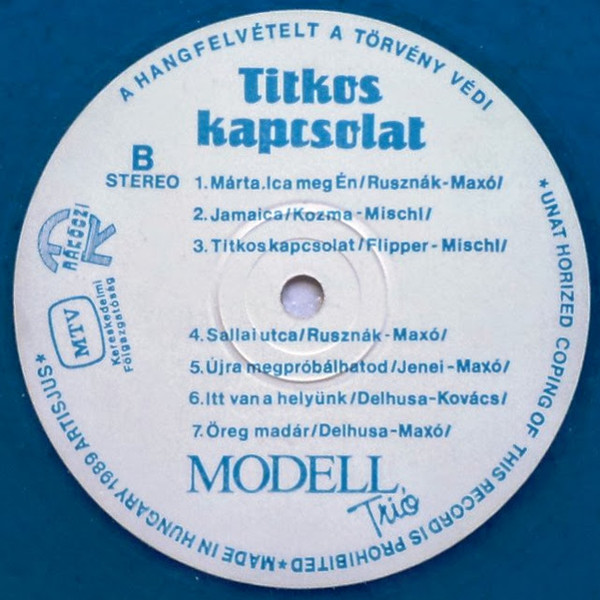 A HANGFELVÉTELT A TÖRVÉNY VÉDI
Titkos
kapcsolat
B
STEREO
1. Márta.Ica meg Én/Rusznák-Maxó/
2. Jamaica/Kozma-Mischl/
3. Titkos kapcsolat/Flipper-Mischl/
RÁKÓCZI
MTV
Kereskedelmi
Főigazgatóság
4. Sallai utca/Rusznák-Maxó/
5. Újra megpróbálhatod/Jenei-Maxó/
6. Itt van a helyünk/Delhusa-Kovács/
7. Öreg madár/Delhusa-Maxó/
MODELL
Trió
*UNAT HORIZED COPING OF THIS RECORD IS PROHIBITED*MADE IN HUNGARY 1989 ARTISJUS*